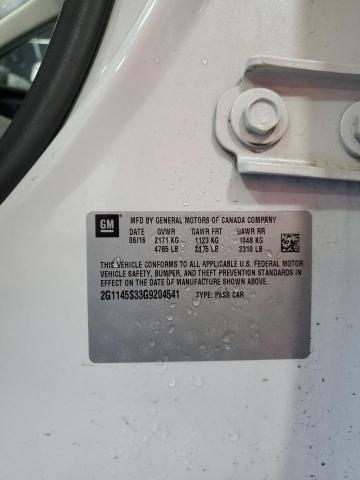 GM
MFD BY GENERAL MOTORS OF CANADA COMPANY
DATE GVWR GAWR FRT GAWR RR
06/16 2171 KG 1123 KG 1048 KG
4785 LB 2475 LB 2310 LB
THIS VEHICLE CONFORMS TO ALL APPLICABLE U.S. FEDERAL MOTOR
VEHICLE SAFETY, BUMPER, AND THEFT PREVENTION STANDARDS
IN EFFECT ON THE DATE OF MANUFACTURE SHOWN ABOVE.
2G1145S33G9204541 TYPE: PASS CAR